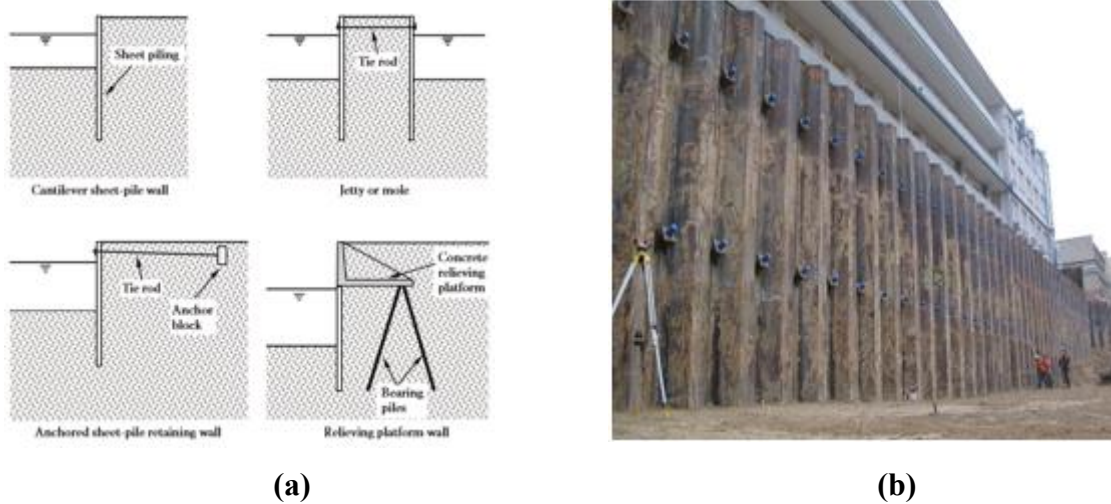 Sheet piling
Cantilever sheet-pile wall
Tie rod
Jetty or mole
Tie rod
Anchor
block
Anchored sheet-pile retaining wall
Concrete
relieving
platform
Bearing
piles
Relieving platform wall
(a)
(b)